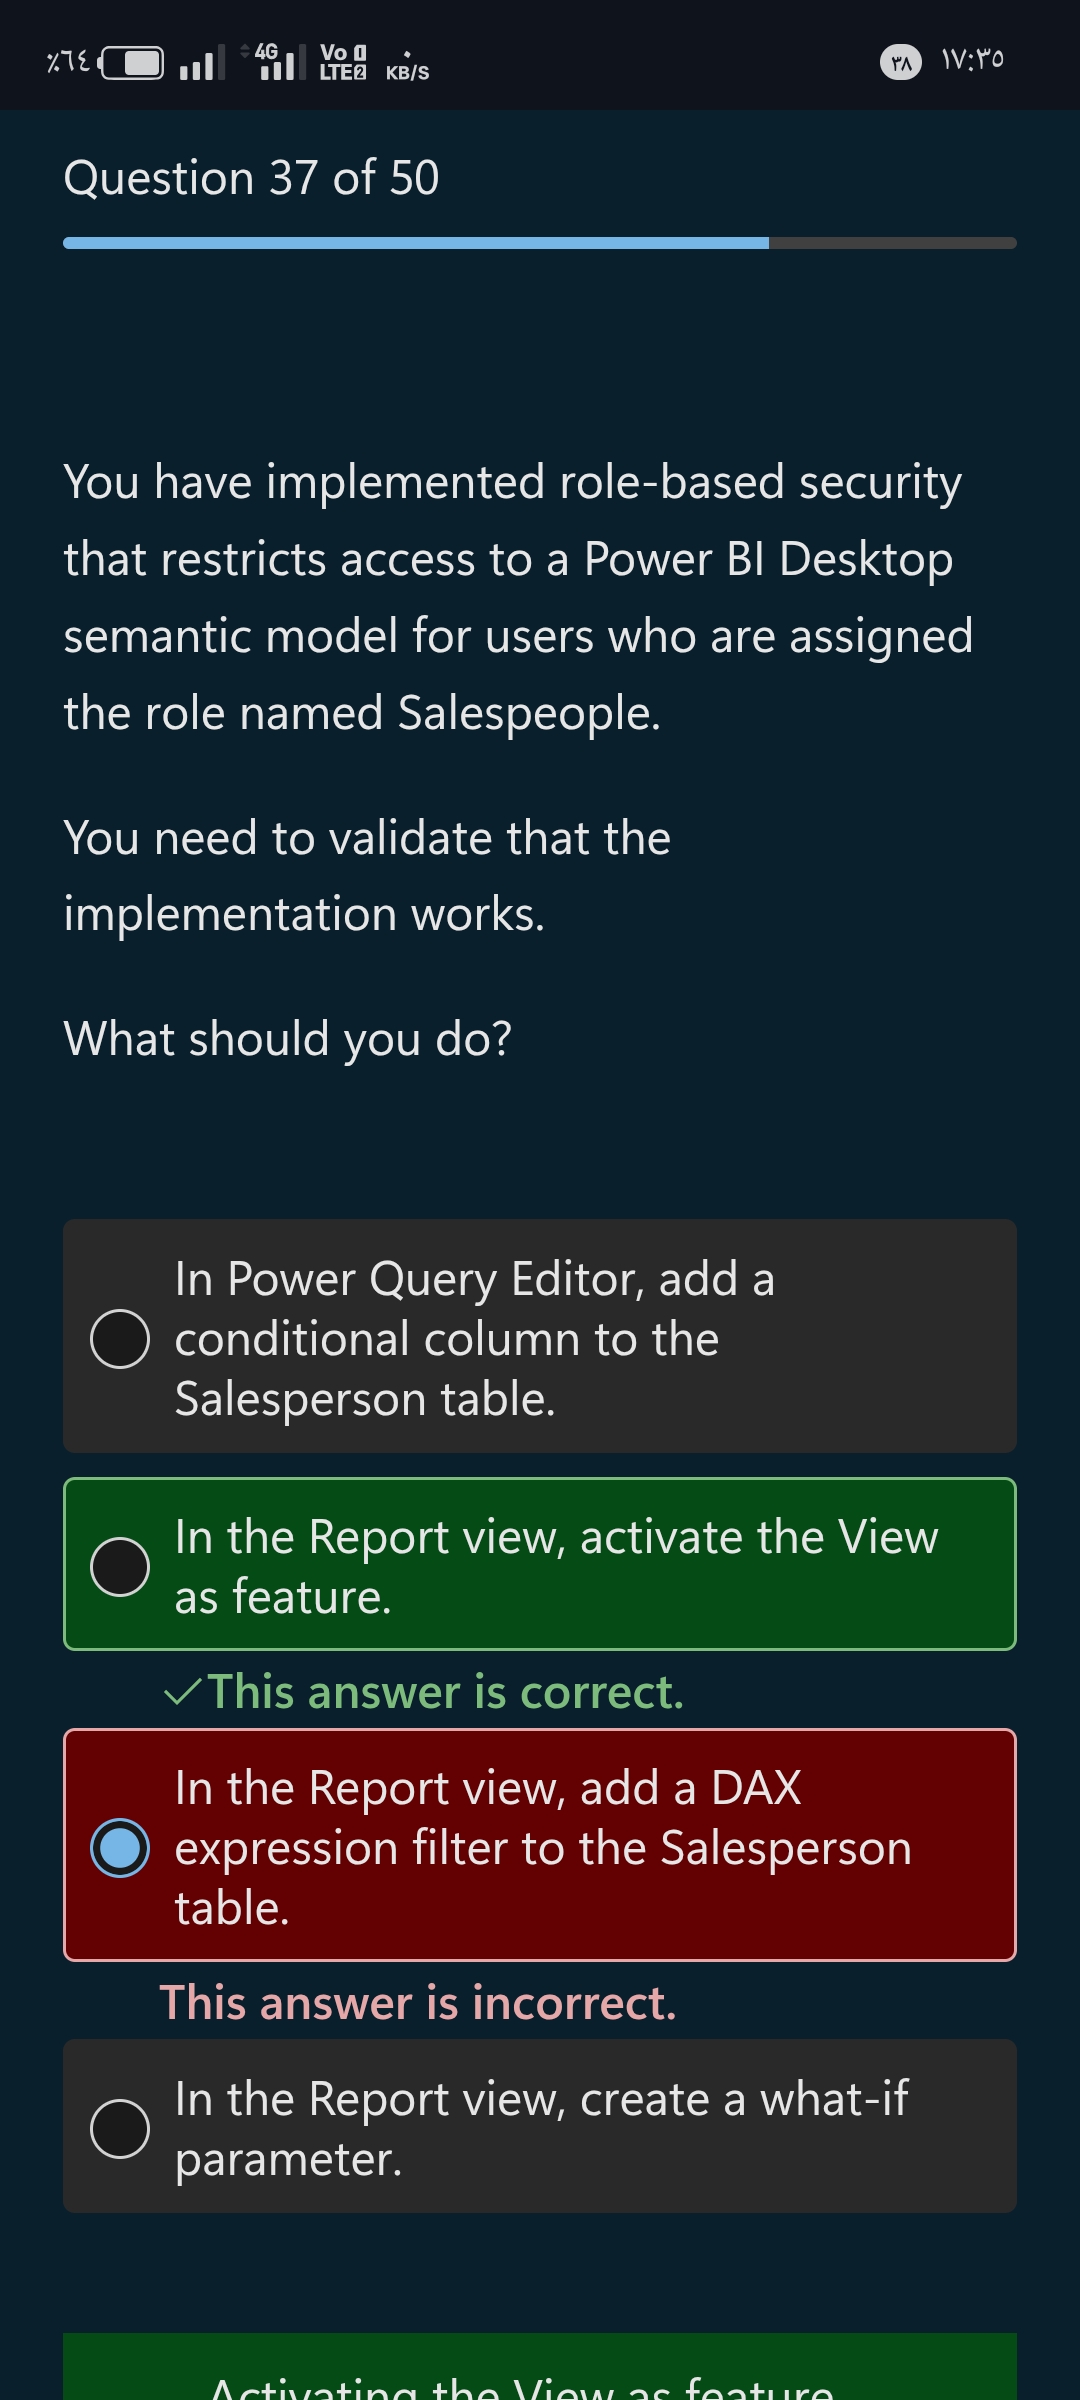 ٪٦٤ 4G Vo 1 LTE 2 KB/S ٣٨ ١٧:٣٥
Question 37 of 50
You have implemented role-based security
that restricts access to a Power BI Desktop
semantic model for users who are assigned
the role named Salespeople.
You need to validate that the
implementation works.
What should you do?
In Power Query Editor, add a
conditional column to the
Salesperson table.
In the Report view, activate the View
as feature.
This answer is correct.
In the Report view, add a DAX
expression filter to the Salesperson
table.
This answer is incorrect.
In the Report view, create a what-if
parameter.
Activating the View as feature